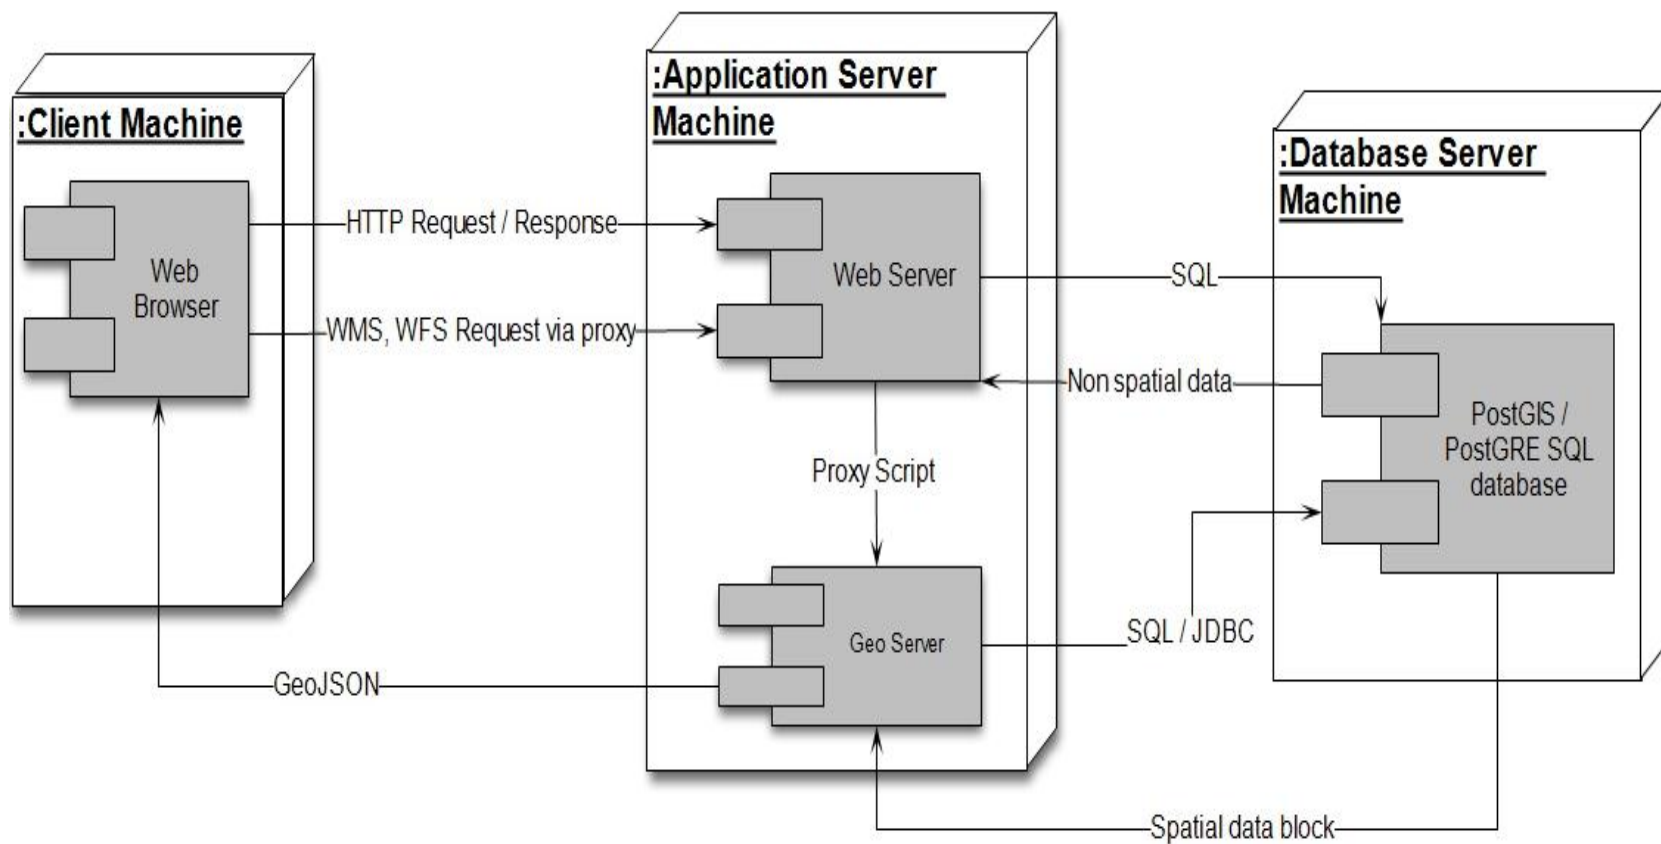 :Client Machine
Web
Browser
HTTP Request / Response
WMS, WFS Request via proxy
GeoJSON
:Application Server
Machine
Web Server
Proxy Script
Geo Server
SQL
Non spatial data
SQL / JDBC
Spatial data block
:Database Server
Machine
PostGIS /
PostGRE SQL
database